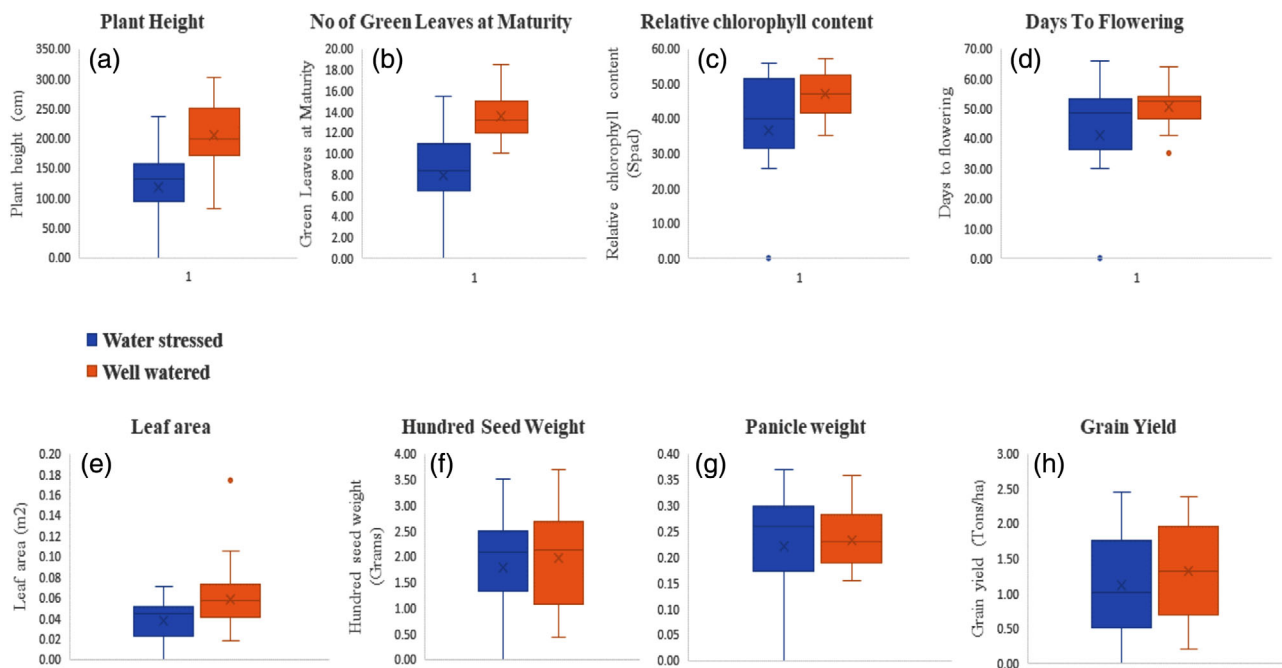 Plant Height
(a)
Plant height (cm)
350.00
300.00
250.00
200.00
150.00
100.00
50.00
0.00
1
No of Green Leaves at Maturity
(b)
Green Leaves at Maturity
20.00
18.00
16.00
14.00
12.00
10.00
8.00
6.00
4.00
2.00
0.00
1
Relative chlorophyll content
(c)
Relative chlorophyll content
(Spad)
60.00
50.00
40.00
30.00
20.00
10.00
0.00
1
Days To Flowering
(d)
Days to flowering
70.00
60.00
50.00
40.00
30.00
20.00
10.00
0.00
1
Water stressed
Well watered
Leaf area
(e)
Leaf area (m2)
0.20
0.18
0.16
0.14
0.12
0.10
0.08
0.06
0.04
0.02
0.00
Hundred Seed Weight
(f)
Hundred seed weight
(Grams)
4.00
3.50
3.00
2.50
2.00
1.50
1.00
0.50
0.00
Panicle weight
(g)
0.40
0.35
0.30
0.25
0.20
0.15
0.10
0.05
0.00
Grain Yield
(h)
Grain yield (Tons/ha)
3.00
2.50
2.00
1.50
1.00
0.50
0.00